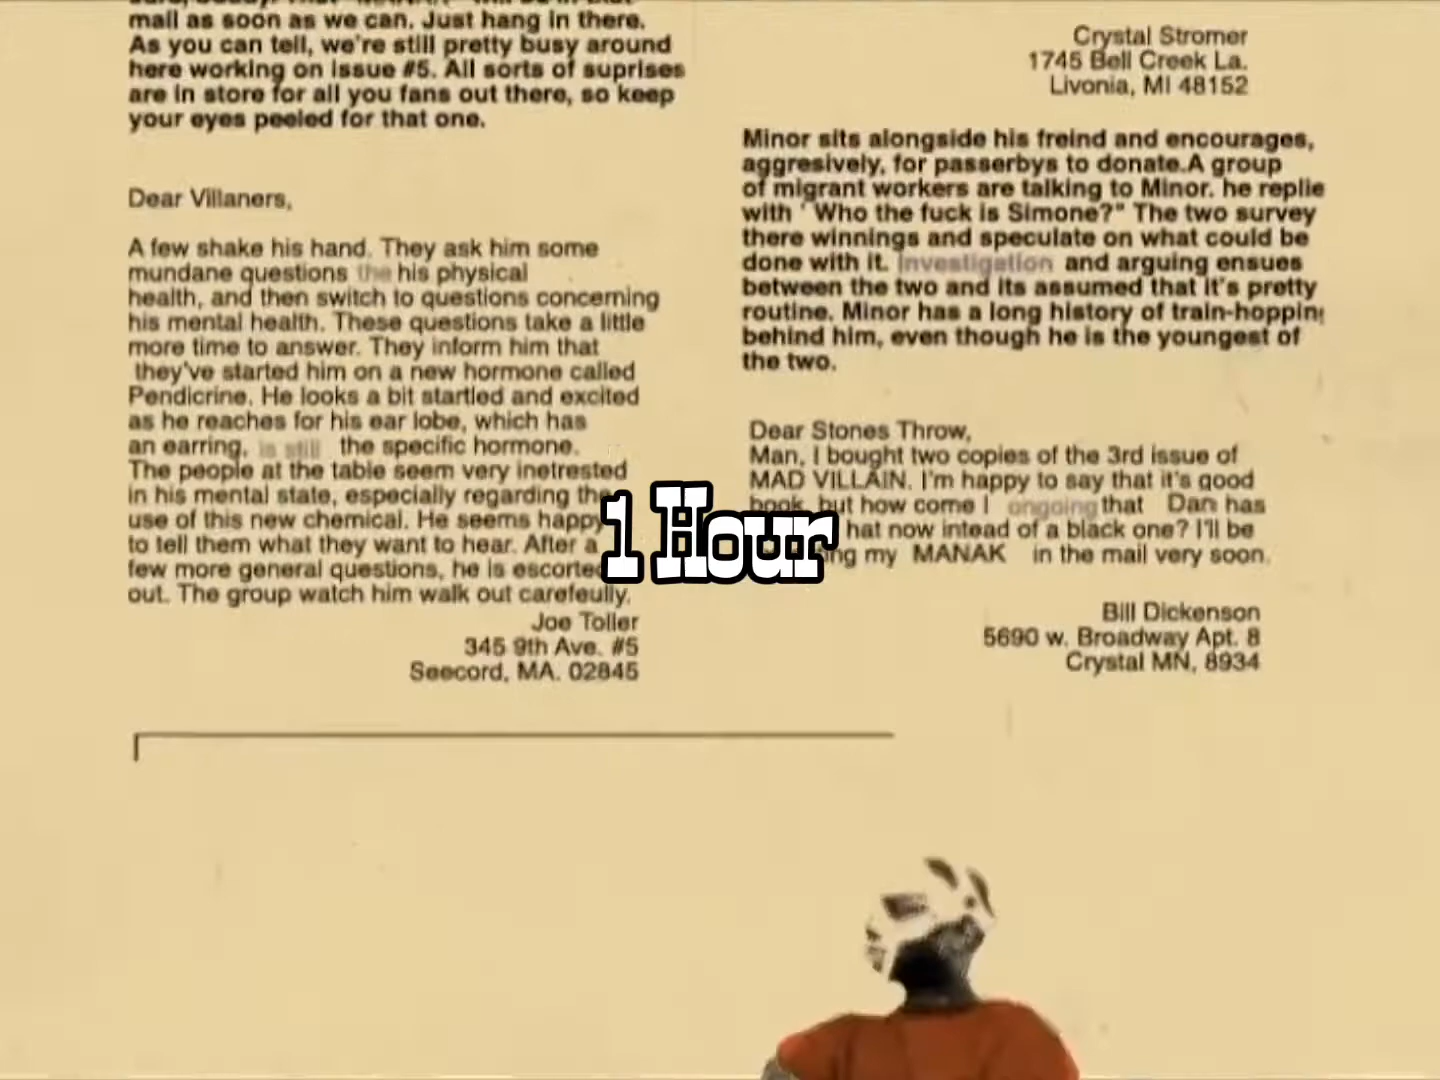 mail as soon as we can. Just hang in there.
As you can tell, we're still pretty busy around
here working on issue #5. All sorts of suprises
are in store for all you fans out there, so keep
your eyes peeled for that one.
Dear Villaners,
A few shake his hand. They ask him some
mundane questions the his physical
health, and then switch to questions concerning
his mental health. These questions take a little
more time to answer. They inform him that
they've started him on a new hormone called
Pendicrine. He looks a bit startled and excited
as he reaches for his ear lobe, which has
an earring, is still the specific hormone.
The people at the table seem very inetrested
in his mental state, especially regarding the
use of this new chemical. He seems happy
to tell them what they want to hear. After a
few more general questions, he is escorted
out. The group watch him walk out carefeully.
Joe Toller
345 9th Ave. #5
Seecord, MA. 02845
Crystal Stromer
1745 Bell Creek La.
Livonia, MI 48152
Minor sits alongside his freind and encourages,
aggresively, for passerbys to donate.A group
of migrant workers are talking to Minor. he replie
with ' Who the fuck is Simone?" The two survey
there winnings and speculate on what could be
done with it. Investigation and arguing ensues
between the two and its assumed that it's pretty
routine. Minor has a long history of train-hopping
behind him, even though he is the youngest of
the two.
Dear Stones Throw,
Man, I bought two copies of the 3rd issue of
MAD VILLAIN. I'm happy to say that it's good
book, but how come I ongoing that Dan has
hat now intead of a black one? I'll be
my MANAK in the mail very soon.
Bill Dickenson
5690 w. Broadway Apt. 8
Crystal MN, 8934
1 Hour